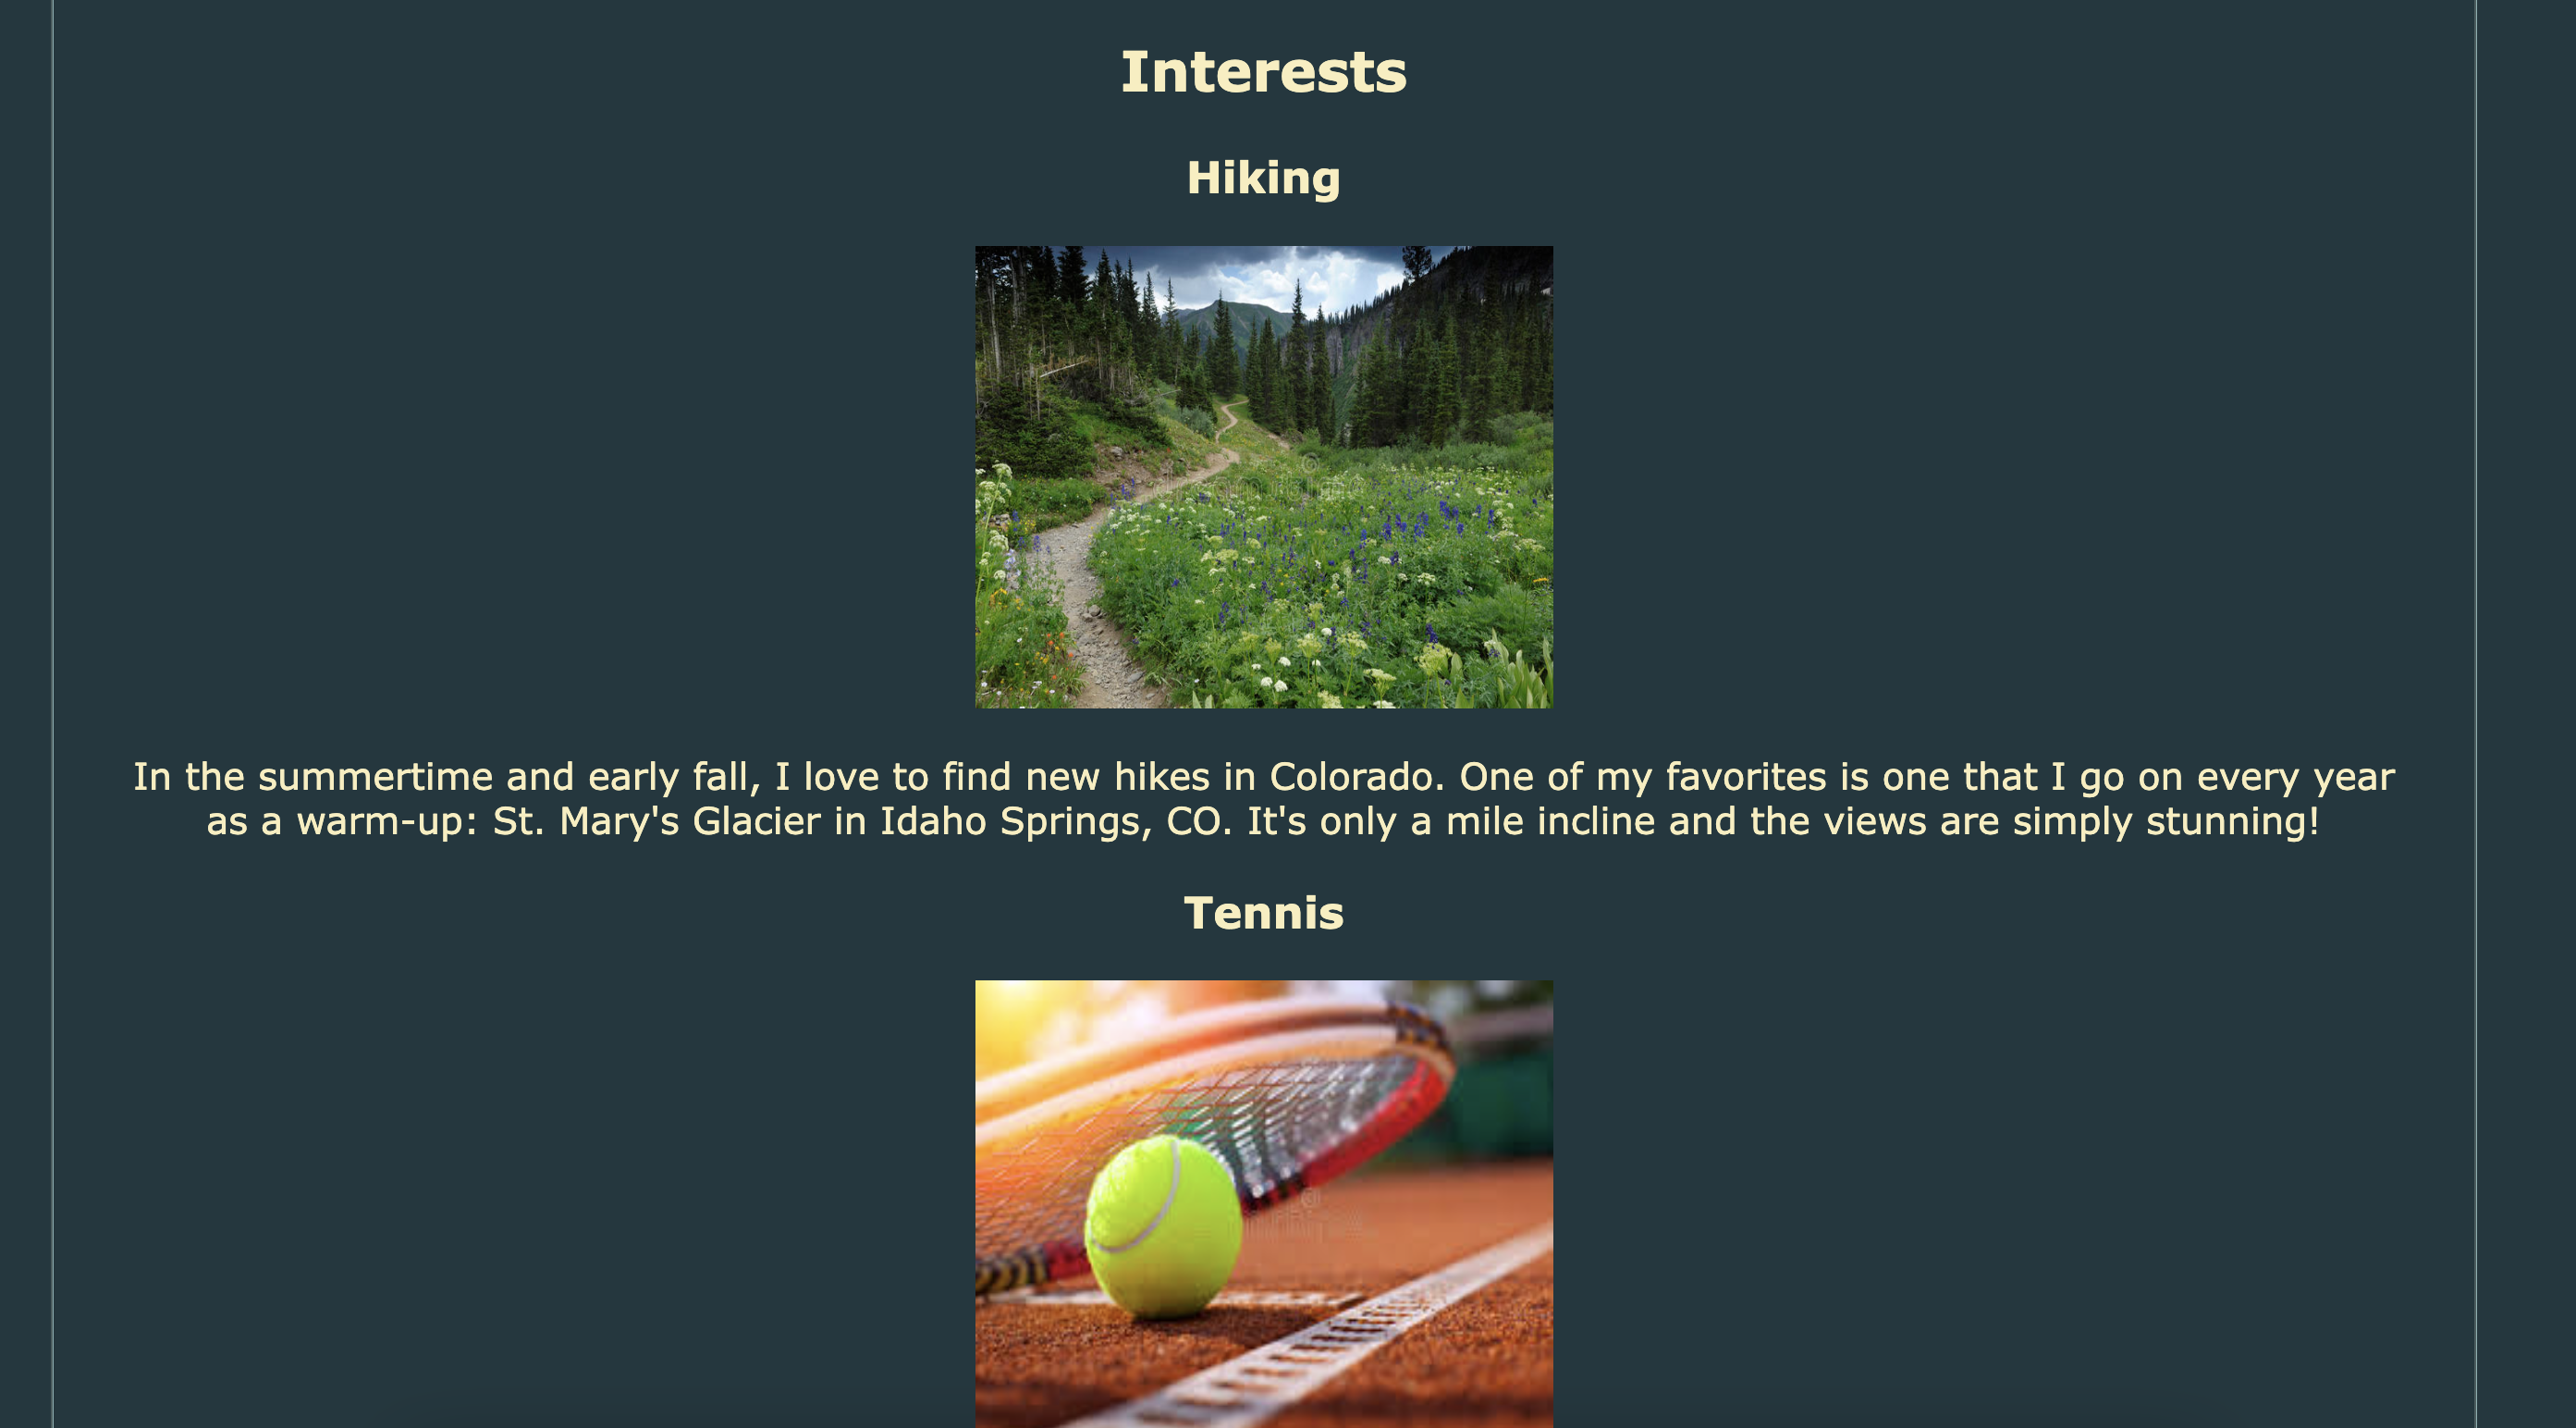 Interests
Hiking
In the summertime and early fall, I love to find new hikes in Colorado. One of my favorites is one that I go on every year
as a warm-up: St. Mary's Glacier in Idaho Springs, CO. It's only a mile incline and the views are simply stunning!
Tennis